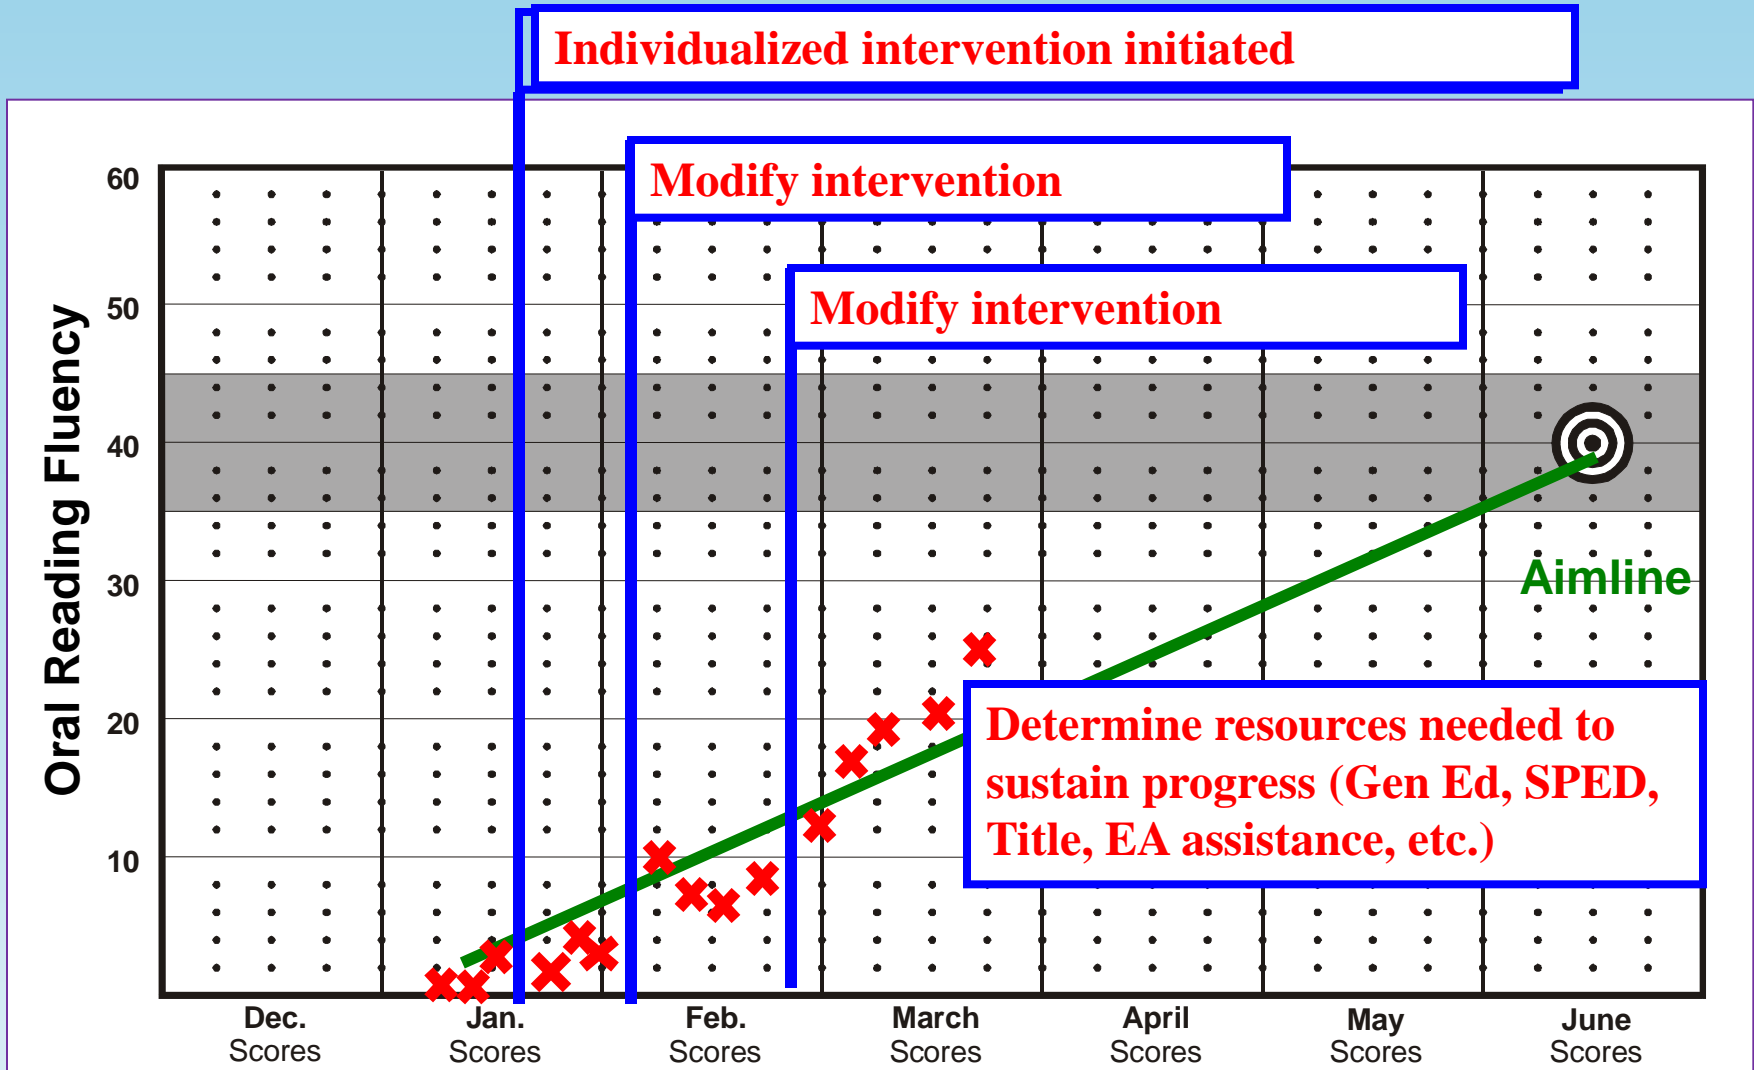 Individualized intervention initiated
Modify intervention
Modify intervention
60
50
40
30
20
10
Oral Reading Fluency
Aimline
Determine resources needed to
sustain progress (Gen Ed, SPED,
Title, EA assistance, etc.)
Dec. Jan. Feb. March April May June
Scores Scores Scores Scores Scores Scores Scores